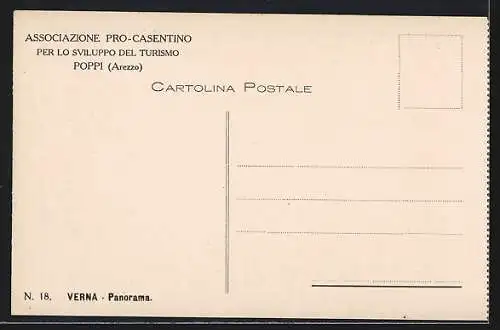 ASSOCIAZIONE PRO-CASENTINO
PER LO SVILUPPO DEL TURISMO
POPPI (Arezzo)
CARTOLINA POSTALE
N. 18. VERNA - Panorama.